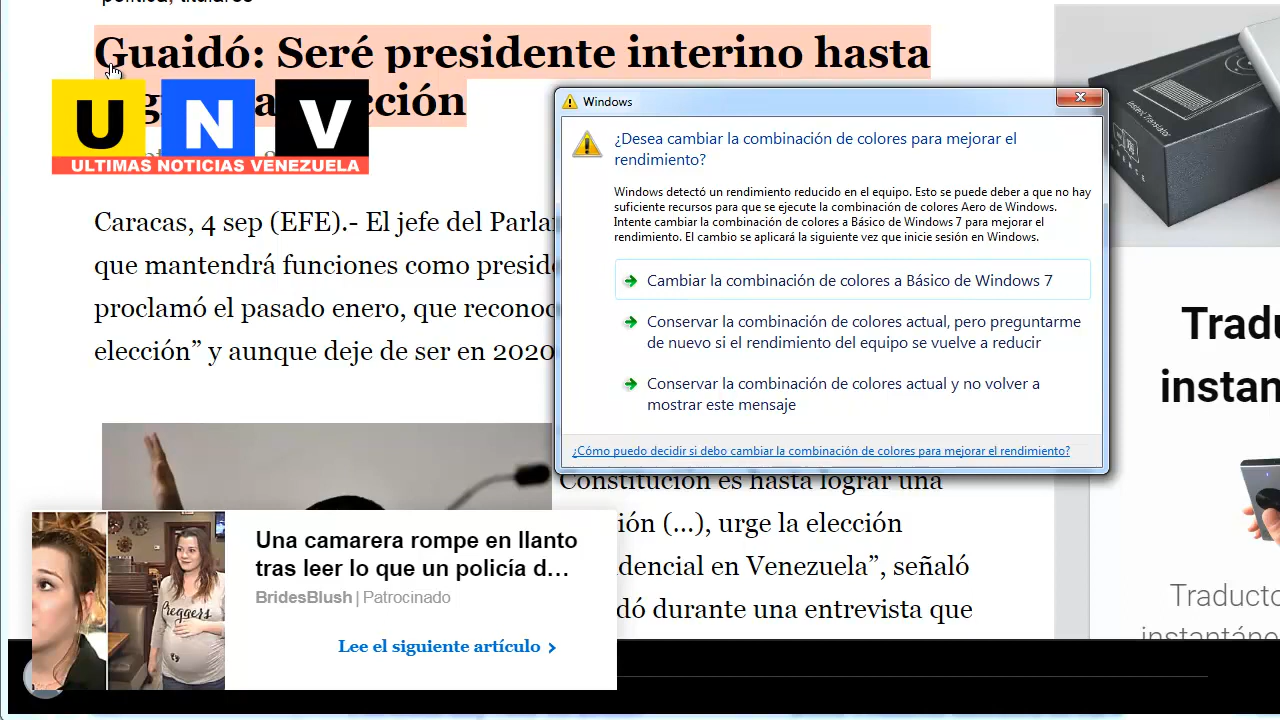 política, titulares
Guaidó: Seré presidente interino hasta
cción
U N V
ULTIMAS NOTICIAS VENEZUELA
Caracas, 4 sep (EFE).- El jefe del
que mantendrá funciones como
proclamó el pasado enero, que
elección” y aunque deje de ser en 2020
Windows
¿Desea cambiar la combinación de colores para mejorar el
rendimiento?
Windows detectó un rendimiento reducido en el equipo. Esto se puede deber a que no hay
suficiente recursos para que se ejecute la combinación de colores Aero de Windows.
Intente cambiar la combinación de colores a Básico de Windows 7 para mejorar el
rendimiento. El cambio se aplicará la siguiente vez que inicie sesión en Windows.
Cambiar la combinación de colores a Básico de Windows 7
Conservar la combinación de colores actual, pero preguntarme
de nuevo si el rendimiento del equipo se vuelve a reducir
Conservar la combinación de colores actual y no volver a
mostrar este mensaje
¿Cómo puedo decidir si debo cambiar la combinación de colores para mejorar el rendimiento?
Constitución es hasta lograr una
ión (...), urge la elección
dencial en Venezuela”, señaló
dó durante una entrevista que
Una camarera rompe en llanto
tras leer lo que un policía d...
BridesBlush | Patrocinado
Lee el siguiente artículo
Instant Translator
Tradu
instan
Traducto
instantáne
Preggers